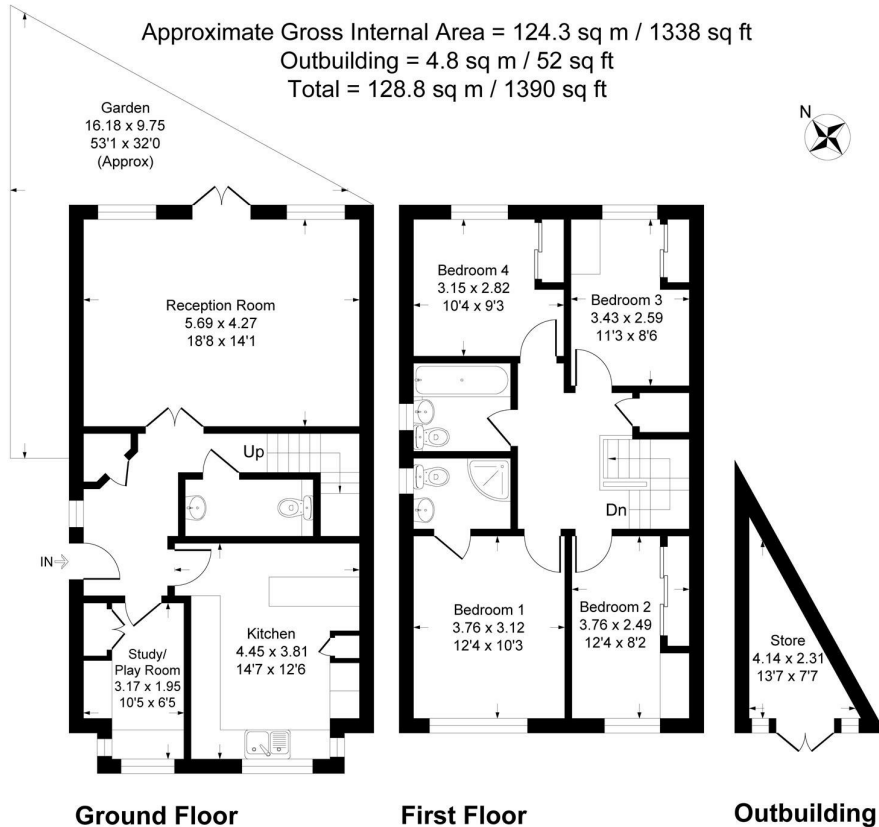 Approximate Gross Internal Area = 124.3 sq m / 1338 sq ft
Outbuilding = 4.8 sq m / 52 sq ft
Total = 128.8 sq m / 1390 sq ft
Garden
16.18 x 9.75
53'1 x 32'0
(Approx)
N
Reception Room
5.69 x 4.27
18'8 x 14'1
Up
IN
Study/
Play Room
3.17 x 1.95
10'5 x 6'5
Kitchen
4.45 x 3.81
14'7 x 12'6
Ground Floor
Bedroom 4
3.15 x 2.82
10'4 x 9'3
Bedroom 3
3.43 x 2.59
11'3 x 8'6
Dn
Bedroom 1
3.76 x 3.12
12'4 x 10'3
Bedroom 2
3.76 x 2.49
12'4 x 8'2
First Floor
Store
4.14 x 2.31
13'7 x 7'7
Outbuilding